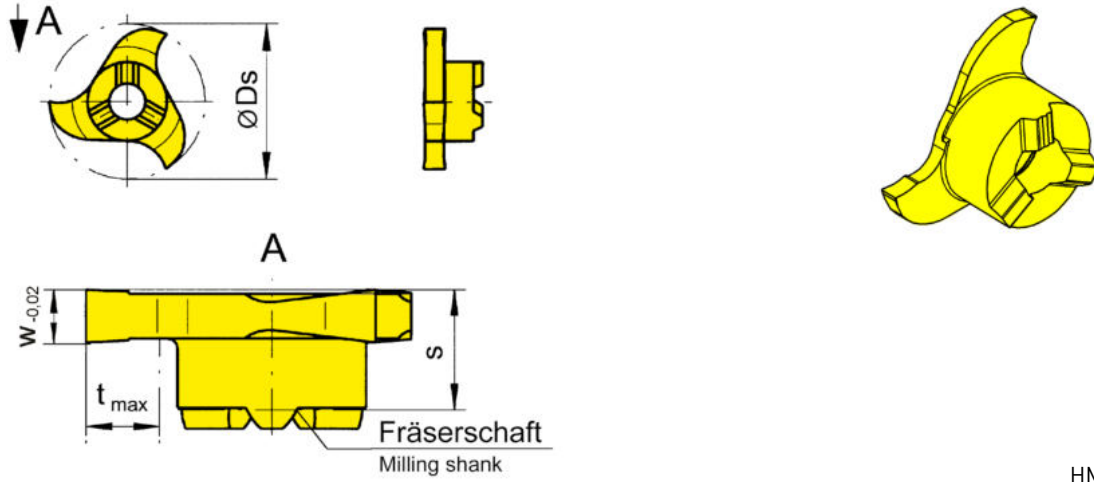 A
ØDs
A
w-0,02
s
t max
Fräserschaft
Milling shank